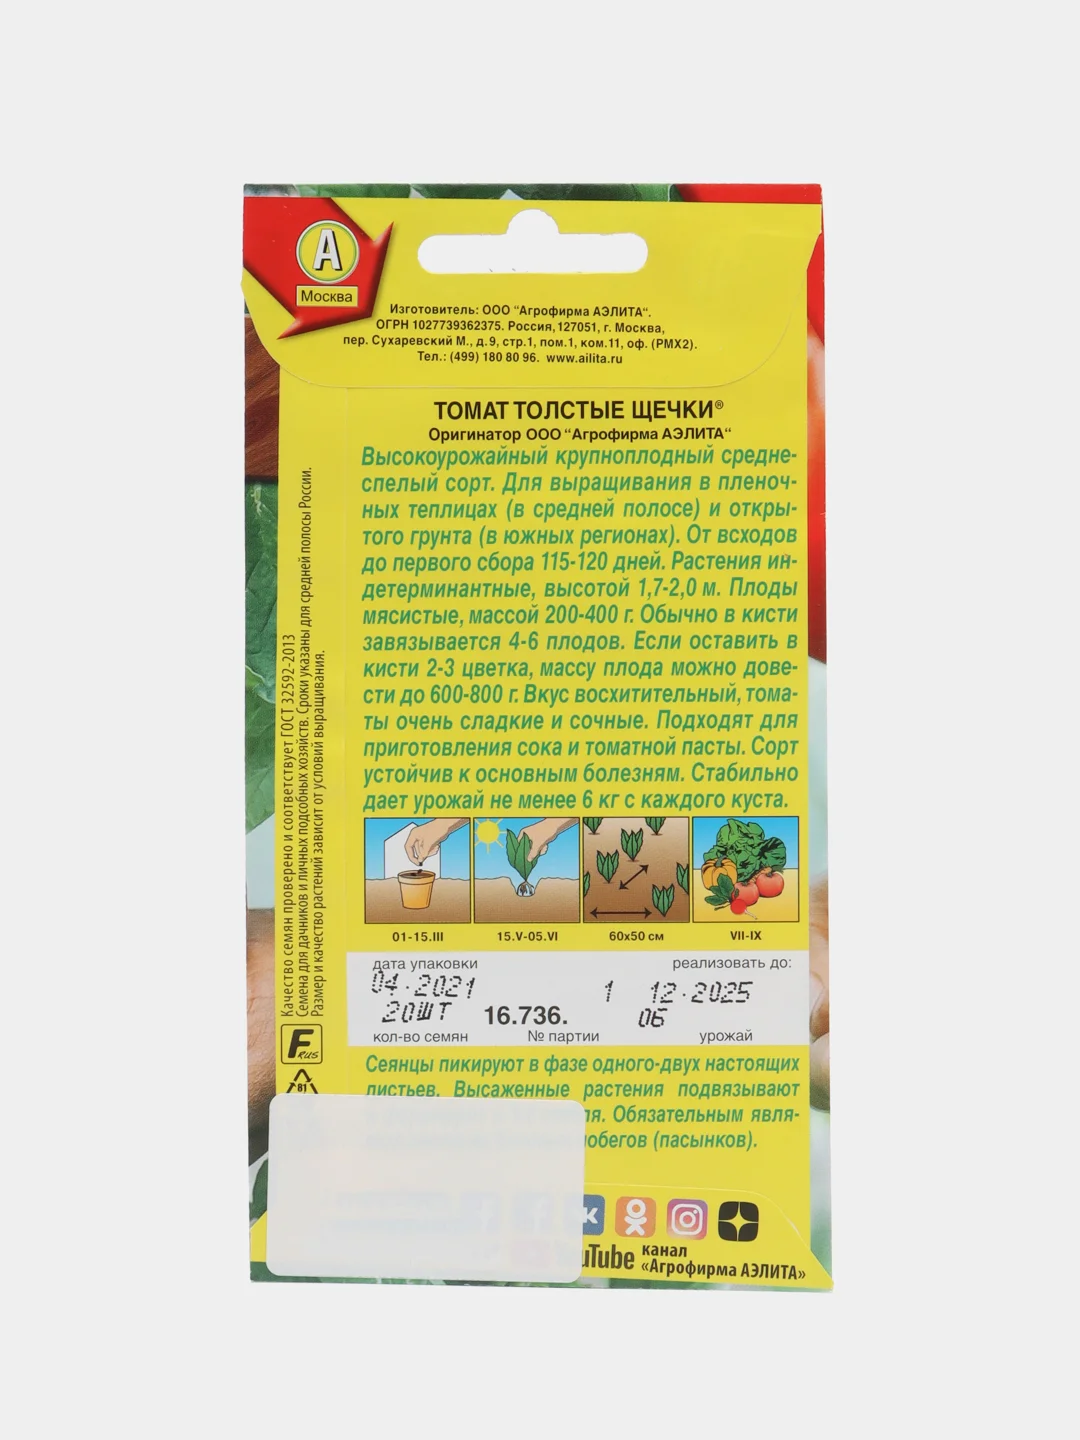 А
Москва
Изготовитель: ООО "Агрофирма АЭЛИТА".
ОГРН 1027739362375. Россия, 127051, г. Москва,
пер. Сухаревский М., д.9, стр.1, пом.1, ком.11, оф. (РМХ2).
Тел.: (499) 180 80 96. www.ailita.ru
ТОМАТ ТОЛСТЫЕ ЩЕЧКИ®
Оригинатор ООО "Агрофирма АЭЛИТА"
Высокоурожайный крупноплодный средне-
спелый сорт. Для выращивания в пленоч-
ных теплицах (в средней полосе) и откры-
того грунта (в южных регионах). От всходов
до первого сбора 115-120 дней. Растения ин-
детерминантные, высотой 1,7-2,0 м. Плоды
мясистые, массой 200-400 г. Обычно в кисти
завязывается 4-6 плодов. Если оставить в
кисти 2-3 цветка, массу плода можно дове-
сти до 600-800 г. Вкус восхитительный, тома-
ты очень сладкие и сочные. Подходят для
приготовления сока и томатной пасты. Сорт
устойчив к основным болезням. Стабильно
дает урожай не менее 6 кг с каждого куста.
01-15.III 15.V-05.VI 60х50 см VII-IX
дата упаковки реализовать до:
04.2021 1 12.2025
20шт 16.736. 06
кол-во семян № партии урожай
Сеянцы пикируют в фазе одного-двух настоящих
листьев. Высаженные растения подвязывают
Обязательным явля-
(пасынков).
Качество семян проверено и соответствует ГОСТ 32592-2013
Семена для дачников и личных подсобных хозяйств. Сроки указаны для средней полосы России.
Размер и качество растений зависит от условий выращивания.
F RUS
81
канал
«Агрофирма АЭЛИТА»